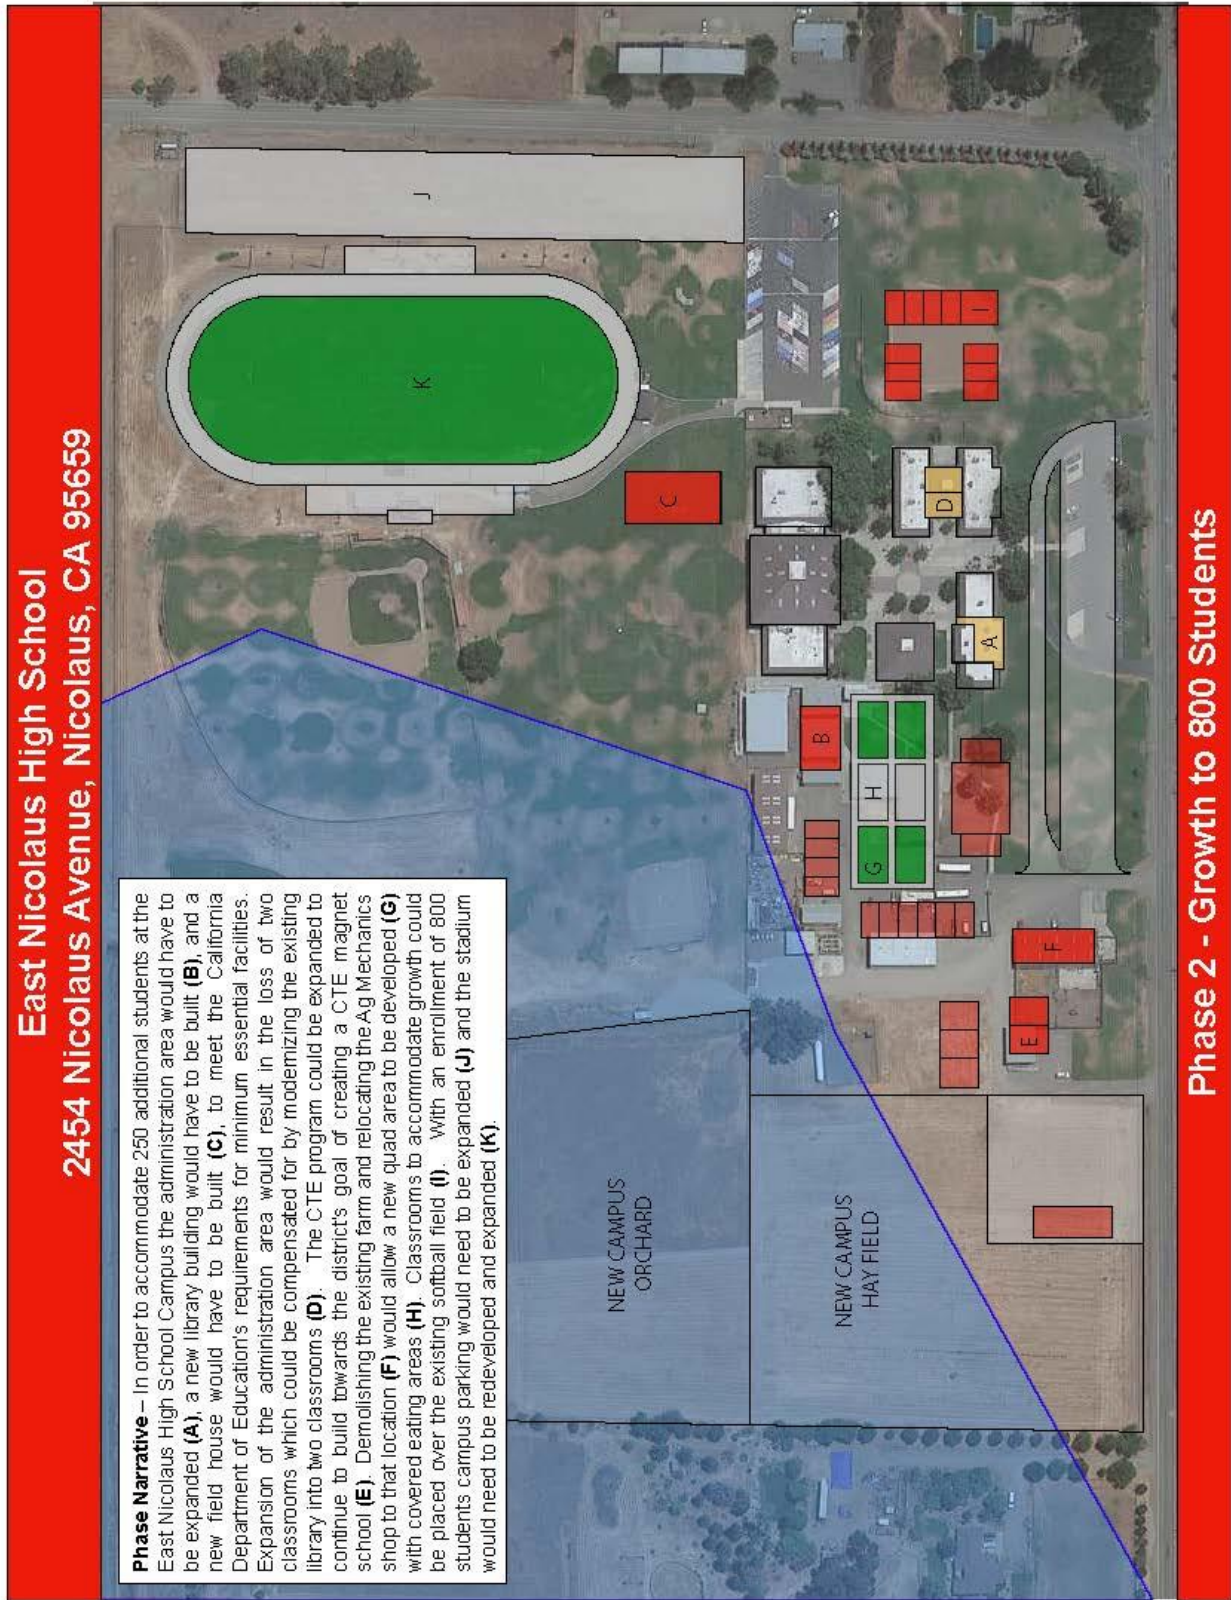 East Nicolaus High School
2454 Nicolaus Avenue, Nicolaus, CA 95659
Phase Narrative – In order to accommodate 250 additional students at the
East Nicolaus High School Campus the administration area would have to
be expanded (A), a new library building would have to be built (B), and a
new field house would have to be built (C), to meet the California
Department of Education's requirements for minimum essential facilities.
Expansion of the administration area would result in the loss of two
classrooms which could be compensated for by modernizing the existing
library into two classrooms (D). The CTE program could be expanded to
continue to build towards the district's goal of creating a CTE magnet
school (E). Demolishing the existing farm and relocating the Ag Mechanics
shop to that location (F) would allow a new quad area to be developed (G)
with covered eating areas (H). Classrooms to accommodate growth could
be placed over the existing softball field (I). With an enrollment of 800
students campus parking would need to be expanded (J) and the stadium
would need to be redeveloped and expanded (K).
J
K
C
NEW CAMPUS
ORCHARD
B
NEW CAMPUS
HAY FIELD
G
H
I
D
A
F
E
Phase 2 - Growth to 800 Students